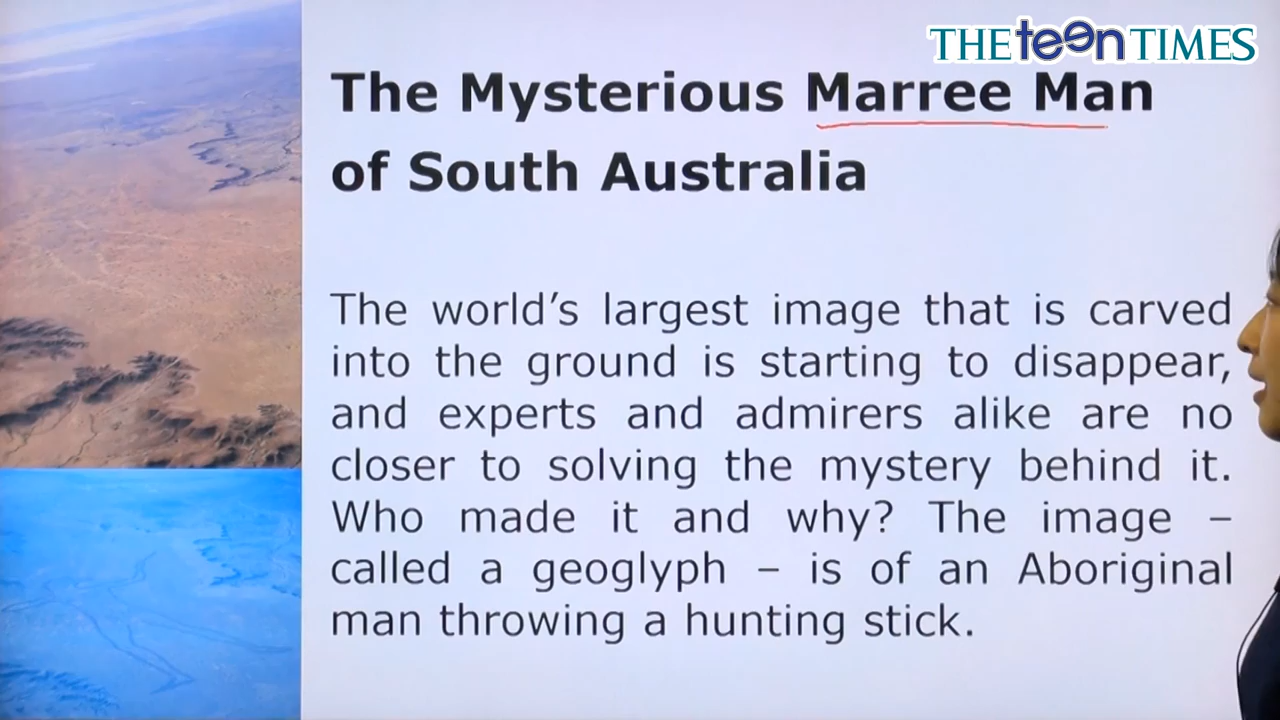 THE teen TIMES
The Mysterious Marree Man
of South Australia
The world’s largest image that is carved
into the ground is starting to disappear,
and experts and admirers alike are no
closer to solving the mystery behind it.
Who made it and why? The image –
called a geoglyph – is of an Aboriginal
man throwing a hunting stick.